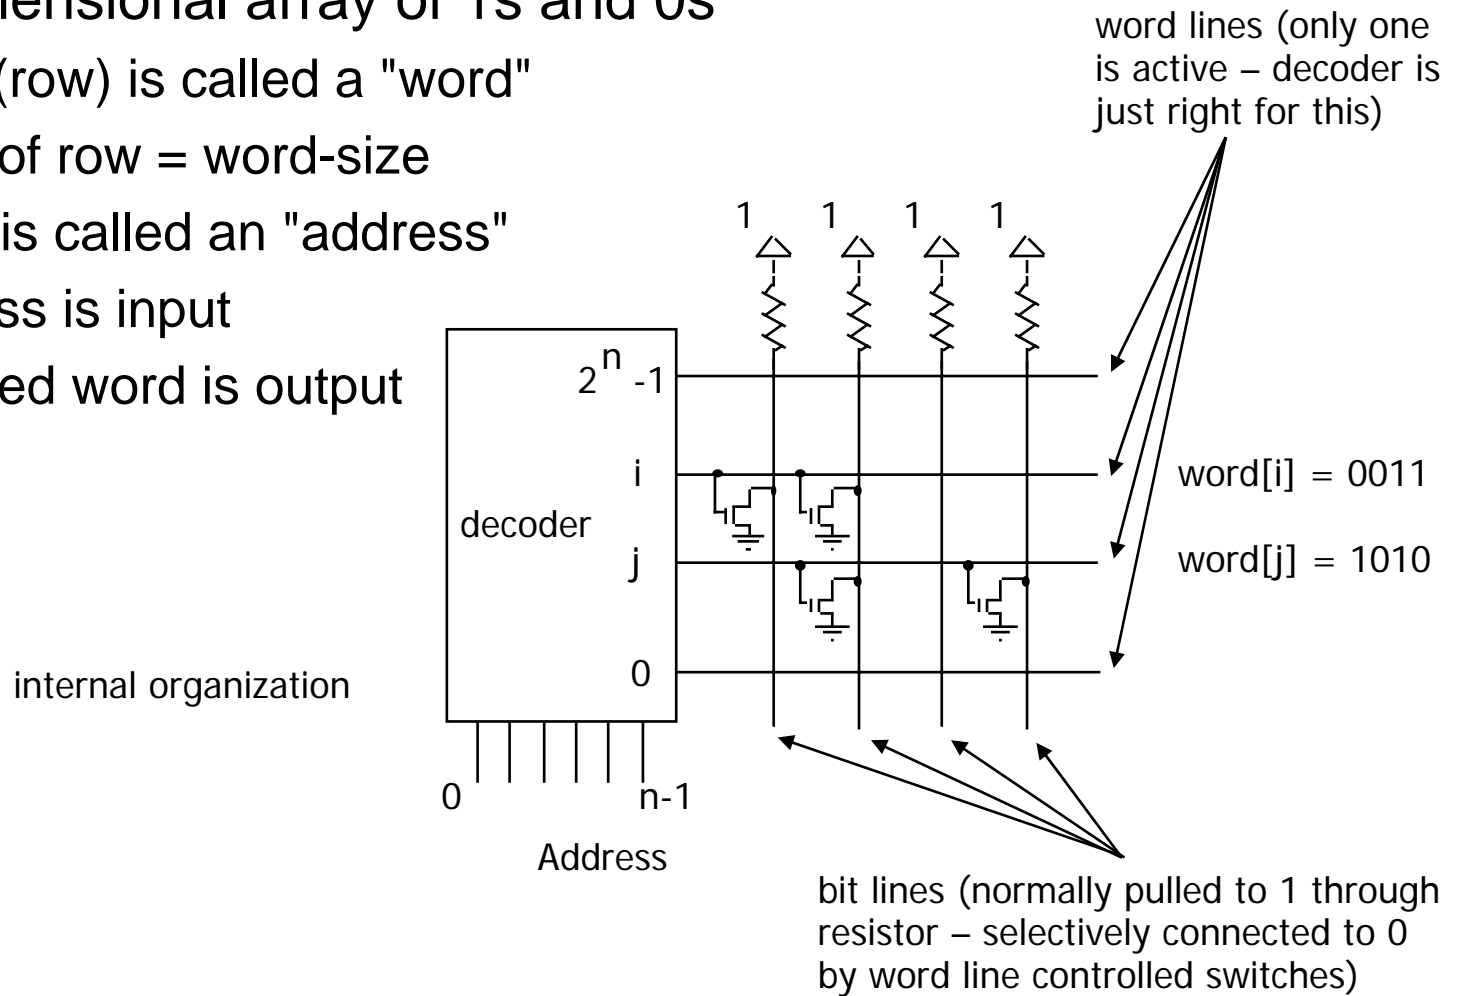 ensional array of 1s and 0s
(row) is called a "word"
of row = word-size
is called an "address"
ss is input
ed word is output
word lines (only one
is active – decoder is
just right for this)
1 1 1 1
2^n -1
i
decoder
j
0
word[i] = 0011
word[j] = 1010
internal organization
0 n-1
Address
bit lines (normally pulled to 1 through
resistor – selectively connected to 0
by word line controlled switches)